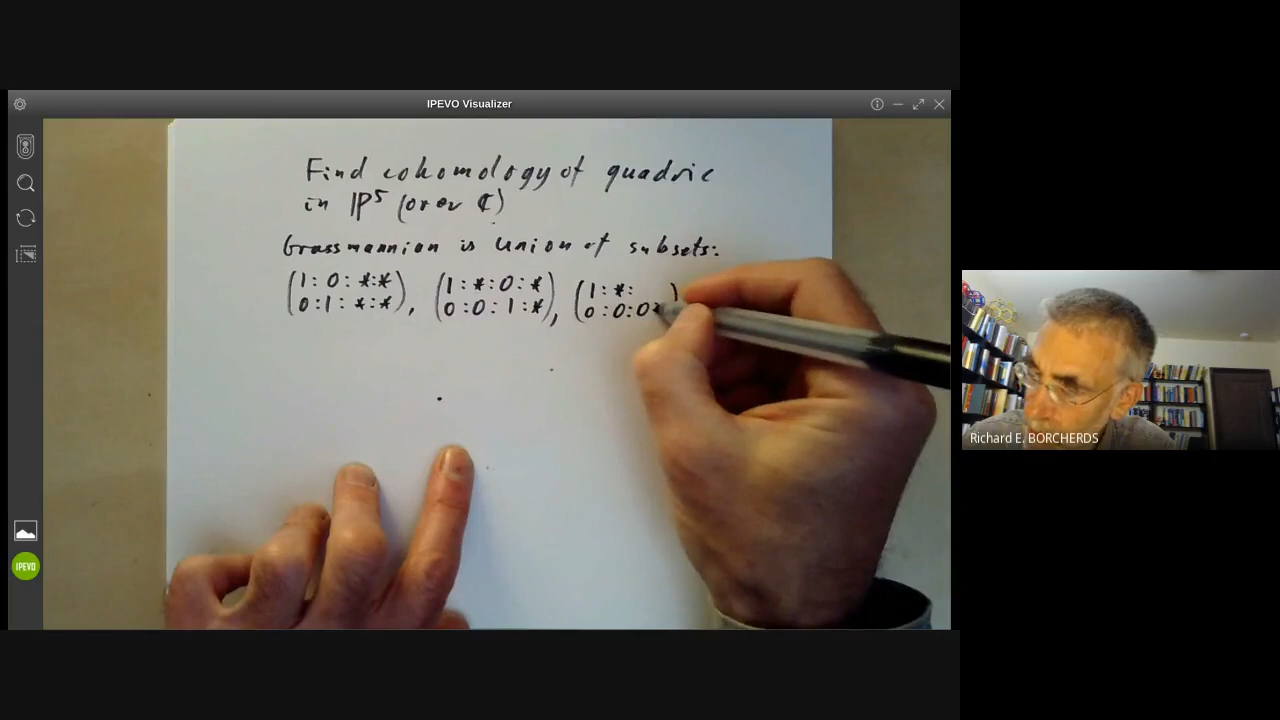 IPEVO Visualizer
Find cohomology of quadric
in ℙ⁵ (over ℂ)
Grassmannian is union of subsets:
(1 : 0 : * : *), (1 : * : 0 : *), (1 : * :    )
(0 : 1 : * : *), (0 : 0 : 1 : *), (0 : 0 : 0
IPEVO
Richard E. BORCHERDS